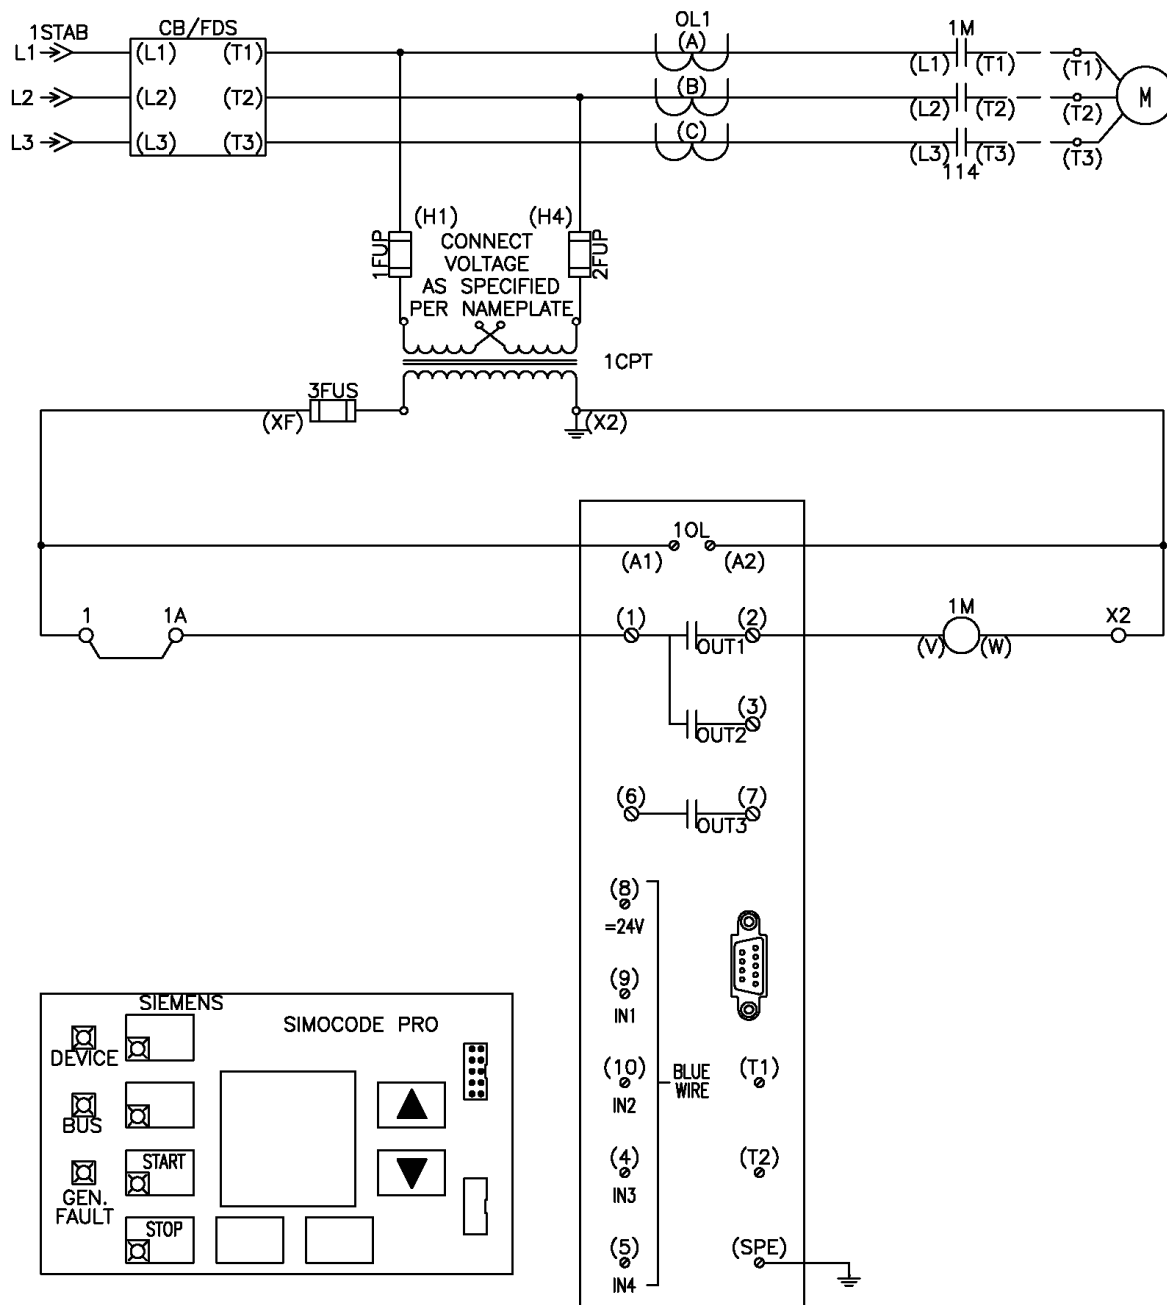 1STAB CB/FDS OL1 1M
L1 (L1) (T1) (A) (L1) (T1) (T1)
L2 (L2) (T2) (B) (L2) (T2) (T2) M
L3 (L3) (T3) (C) (L3) (T3) (T3)
114
(H1) (H4)
1FUP CONNECT 2FUP
VOLTAGE
AS SPECIFIED
PER NAMEPLATE
1CPT
3FUS
(XF) (X2)
1OL
(A1) (A2)
1 1A (1) (2) 1M X2
OUT1 (V) (W)
(3)
OUT2
(6) (7)
OUT3
(8)
=24V
(9)
IN1
(10) BLUE (T1)
WIRE
IN2
(4) (T2)
IN3
(5) (SPE)
IN4
SIEMENS
SIMOCODE PRO
DEVICE
BUS
START
GEN.
FAULT
STOP